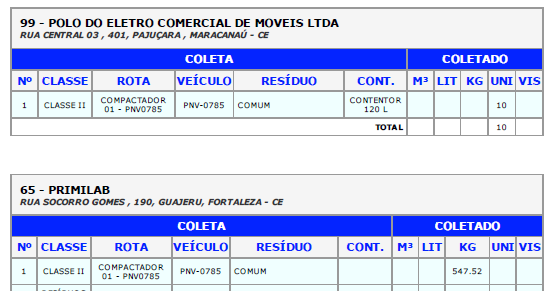 99 - POLO DO ELETRO COMERCIAL DE MOVEIS LTDA
RUA CENTRAL 03 , 401, PAJUÇARA , MARACANAÚ - CE
COLETA COLETADO
Nº CLASSE ROTA VEÍCULO RESÍDUO CONT. M³ LIT KG UNI VIS
1 CLASSE II COMPACTADOR 01 - PNV0785 PNV-0785 COMUM CONTENTOR 120 L 10
TOTAL 10
65 - PRIMILAB
RUA SOCORRO GOMES , 190, GUAJERU, FORTALEZA - CE
COLETA COLETADO
Nº CLASSE ROTA VEÍCULO RESÍDUO CONT. M³ LIT KG UNI VIS
1 CLASSE II COMPACTADOR 01 - PNV0785 PNV-0785 COMUM 547.52